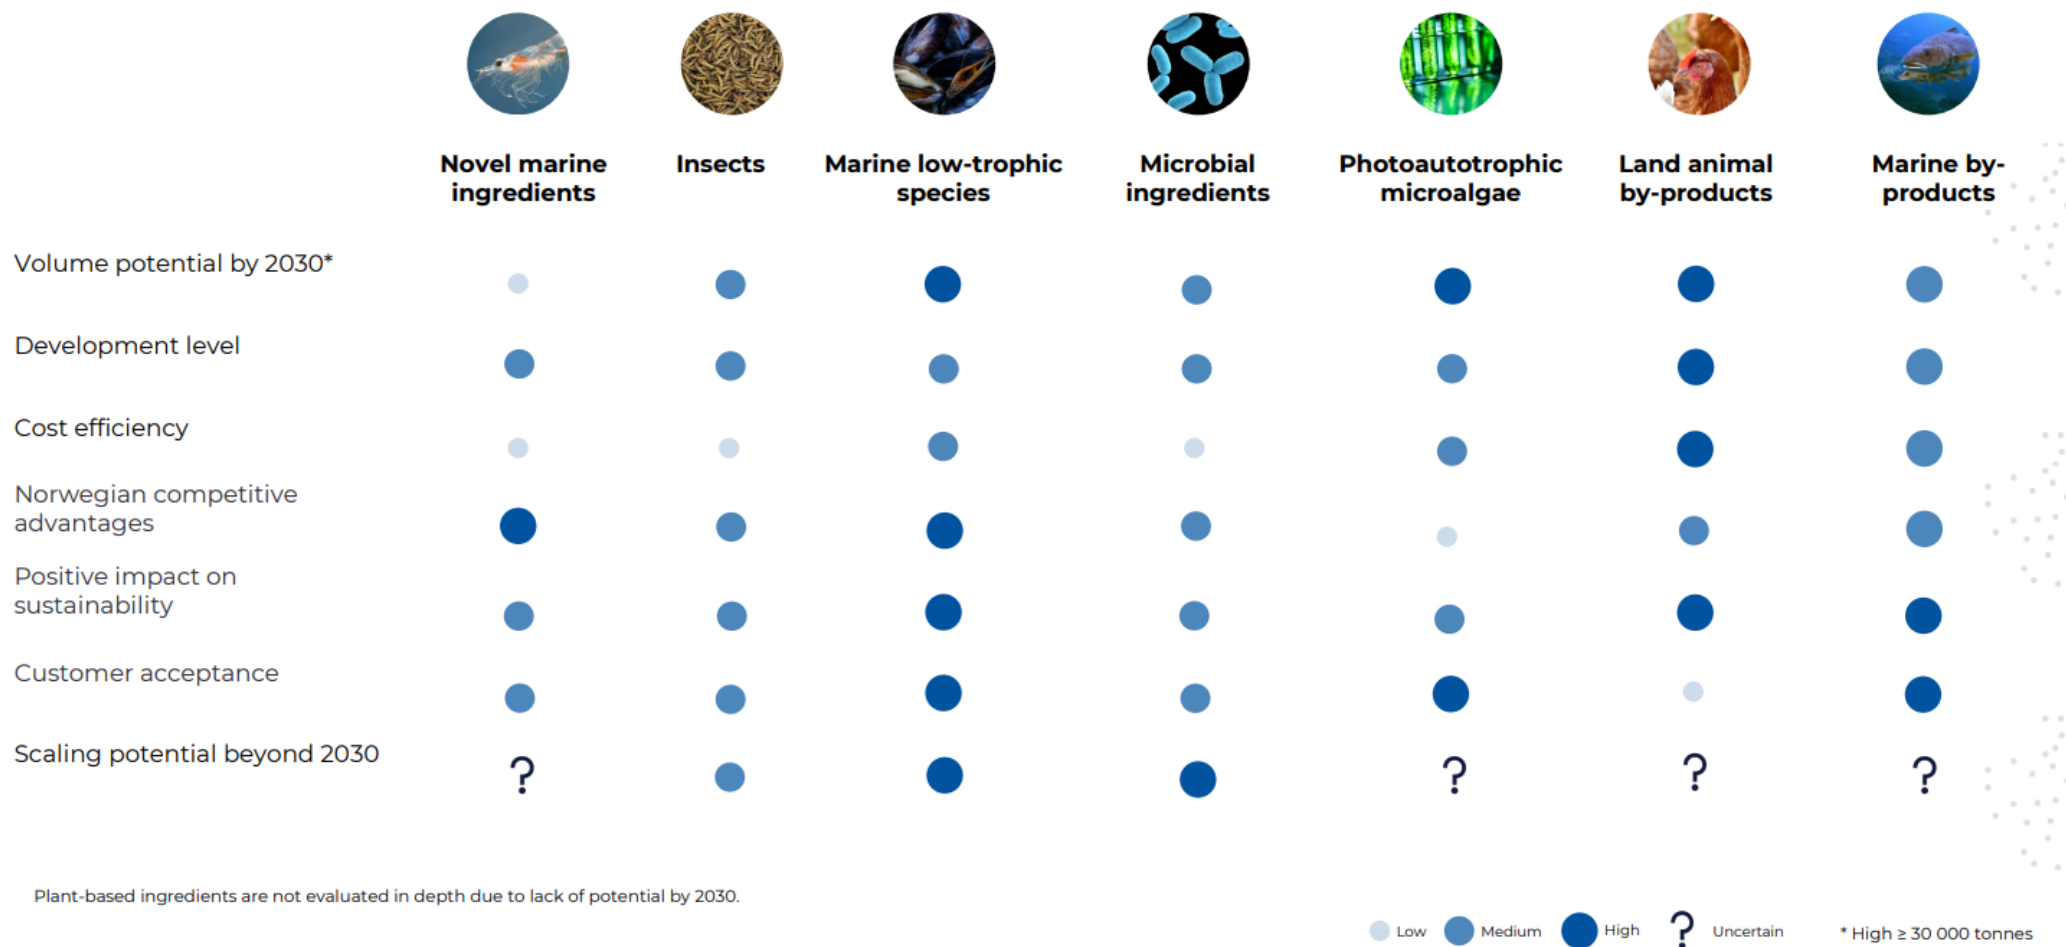 Novel marine
ingredients
Insects
Marine low-trophic
species
Microbial
ingredients
Photoautotrophic
microalgae
Land animal
by-products
Marine by-
products
Volume potential by 2030*
Development level
Cost efficiency
Norwegian competitive
advantages
Positive impact on
sustainability
Customer acceptance
Scaling potential beyond 2030
? ? ? ?
Plant-based ingredients are not evaluated in depth due to lack of potential by 2030.
Low Medium High ? Uncertain * High ≥ 30 000 tonnes